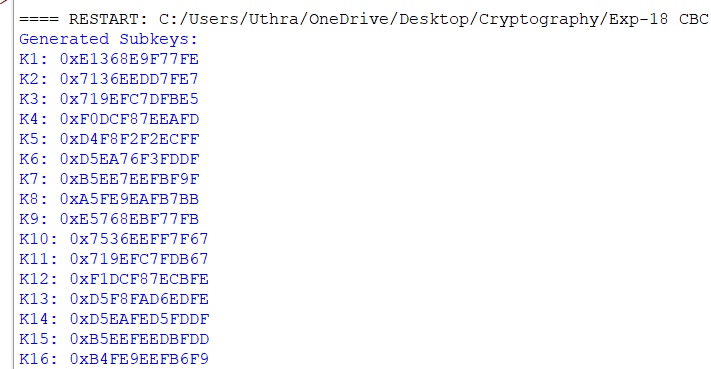 ==== RESTART: C:/Users/Uthra/OneDrive/Desktop/Cryptography/Exp-18 CBC
Generated Subkeys:
K1: 0xE1368E9F77FE
K2: 0x7136EEDD7FE7
K3: 0x719EFC7DFBE5
K4: 0xF0DCF87EEAFD
K5: 0xD4F8F2F2ECFF
K6: 0xD5EA76F3FDDF
K7: 0xB5EE7EEFBF9F
K8: 0xA5FE9EAFB7BB
K9: 0xE5768EBF77FB
K10: 0x7536EEFF7F67
K11: 0x719EFC7FDB67
K12: 0xF1DCF87ECBFE
K13: 0xD5F8FAD6EDFE
K14: 0xD5EAFED5FDDF
K15: 0xB5EEFEEDBFDD
K16: 0xB4FE9EEFB6F9